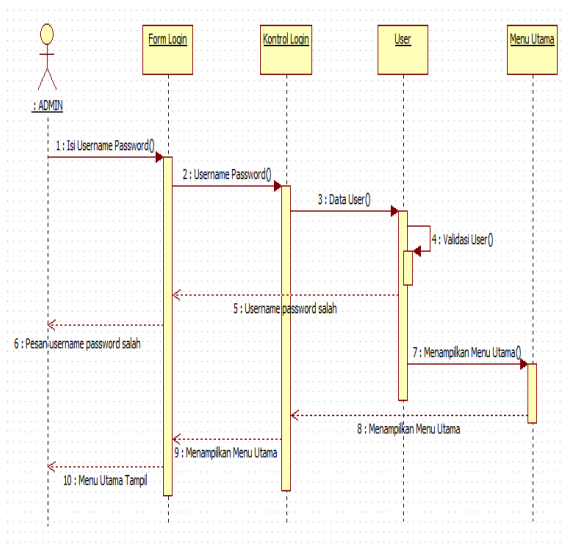 Form Login
Kontrol Login
User
Menu Utama
: ADMIN
1 : Isi Username Password()
2 : Username Password()
3 : Data User()
4 : Validasi User()
5 : Username password salah
6 : Pesan username password salah
7 : Menampilkan Menu Utama()
8 : Menampilkan Menu Utama
9 : Menampilkan Menu Utama
10 : Menu Utama Tampil